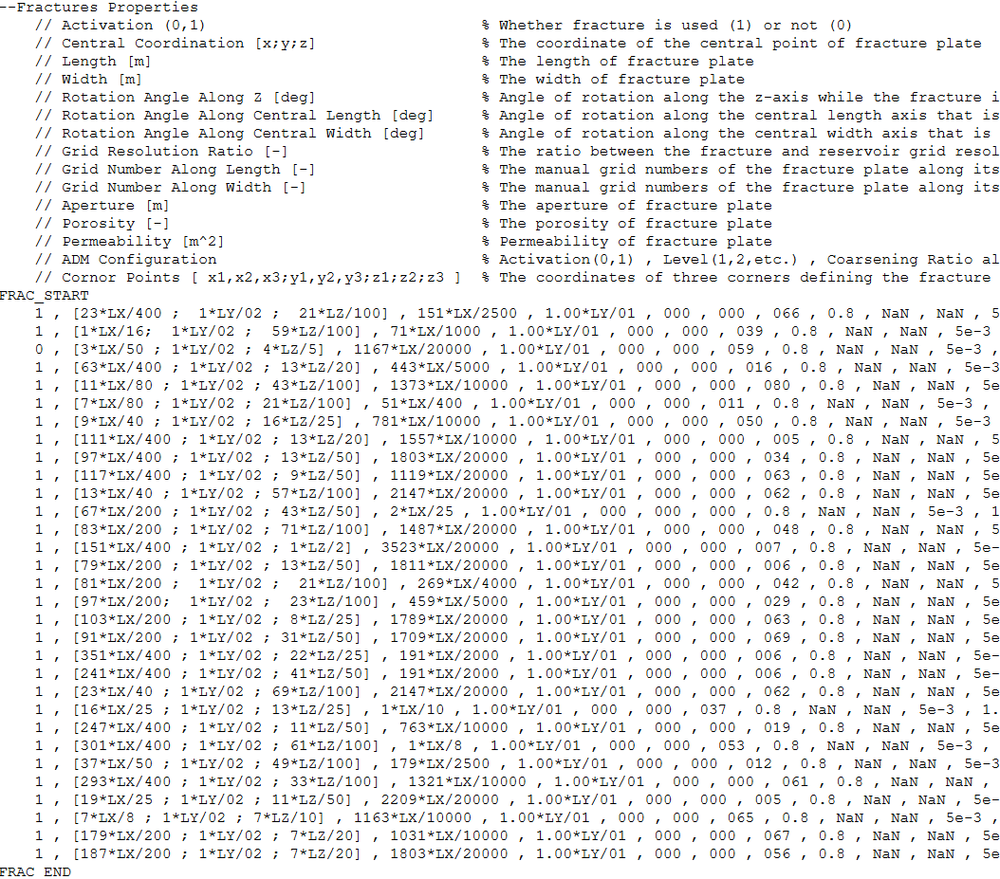 --Fractures Properties
// Activation (0,1) % Whether fracture is used (1) or not (0)
// Central Coordination [x;y;z] % The coordinate of the central point of fracture plate
// Length [m] % The length of fracture plate
// Width [m] % The width of fracture plate
// Rotation Angle Along Z [deg] % Angle of rotation along the z-axis while the fracture i
// Rotation Angle Along Central Length [deg] % Angle of rotation along the central length axis that is
// Rotation Angle Along Central Width [deg] % Angle of rotation along the central width axis that is
// Grid Resolution Ratio [-] % The ratio between the fracture and reservoir grid resol
// Grid Number Along Length [-] % The manual grid numbers of the fracture plate along its
// Grid Number Along Width [-] % The manual grid numbers of the fracture plate along its
// Aperture [m] % The aperture of fracture plate
// Porosity [-] % The porosity of fracture plate
// Permeability [m^2] % Permeability of fracture plate
// ADM Configuration % Activation(0,1) , Level(1,2,etc.) , Coarsening Ratio al
// Cornor Points [ x1,x2,x3;y1,y2,y3;z1;z2;z3 ] % The coordinates of three corners defining the fracture
FRAC_START
1 , [23*LX/400 ; 1*LY/02 ; 21*LZ/100] , 151*LX/2500 , 1.00*LY/01 , 000 , 000 , 066 , 0.8 , NaN , NaN , 5
1 , [1*LX/16; 1*LY/02 ; 59*LZ/100] , 71*LX/1000 , 1.00*LY/01 , 000 , 000 , 039 , 0.8 , NaN , NaN , 5e-3
0 , [3*LX/50 ; 1*LY/02 ; 4*LZ/5] , 1167*LX/20000 , 1.00*LY/01 , 000 , 000 , 059 , 0.8 , NaN , NaN , 5e-3 ,
1 , [63*LX/400 ; 1*LY/02 ; 13*LZ/20] , 443*LX/5000 , 1.00*LY/01 , 000 , 000 , 016 , 0.8 , NaN , NaN , 5e-3
1 , [11*LX/80 ; 1*LY/02 ; 43*LZ/100] , 1373*LX/10000 , 1.00*LY/01 , 000 , 000 , 080 , 0.8 , NaN , NaN , 5e
1 , [7*LX/80 ; 1*LY/02 ; 21*LZ/100] , 51*LX/400 , 1.00*LY/01 , 000 , 000 , 011 , 0.8 , NaN , NaN , 5e-3 ,
1 , [9*LX/40 ; 1*LY/02 ; 16*LZ/25] , 781*LX/10000 , 1.00*LY/01 , 000 , 000 , 050 , 0.8 , NaN , NaN , 5e-3
1 , [111*LX/400 ; 1*LY/02 ; 13*LZ/20] , 1557*LX/10000 , 1.00*LY/01 , 000 , 000 , 005 , 0.8 , NaN , NaN , 5
1 , [97*LX/400 ; 1*LY/02 ; 13*LZ/50] , 1803*LX/20000 , 1.00*LY/01 , 000 , 000 , 034 , 0.8 , NaN , NaN , 5e
1 , [117*LX/400 ; 1*LY/02 ; 9*LZ/50] , 1119*LX/20000 , 1.00*LY/01 , 000 , 000 , 063 , 0.8 , NaN , NaN , 5e
1 , [13*LX/40 ; 1*LY/02 ; 57*LZ/100] , 2147*LX/20000 , 1.00*LY/01 , 000 , 000 , 062 , 0.8 , NaN , NaN , 5e
1 , [67*LX/200 ; 1*LY/02 ; 43*LZ/50] , 2*LX/25 , 1.00*LY/01 , 000 , 000 , 000 , 0.8 , NaN , NaN , 5e-3 , 1
1 , [83*LX/200 ; 1*LY/02 ; 71*LZ/100] , 1487*LX/20000 , 1.00*LY/01 , 000 , 000 , 048 , 0.8 , NaN , NaN , 5
1 , [151*LX/400 ; 1*LY/02 ; 1*LZ/2] , 3523*LX/20000 , 1.00*LY/01 , 000 , 000 , 007 , 0.8 , NaN , NaN , 5e-
1 , [79*LX/200 ; 1*LY/02 ; 13*LZ/50] , 1811*LX/20000 , 1.00*LY/01 , 000 , 000 , 006 , 0.8 , NaN , NaN , 5e
1 , [81*LX/200 ; 1*LY/02 ; 21*LZ/100] , 269*LX/4000 , 1.00*LY/01 , 000 , 000 , 042 , 0.8 , NaN , NaN , 5
1 , [97*LX/200; 1*LY/02 ; 23*LZ/100] , 459*LX/5000 , 1.00*LY/01 , 000 , 000 , 029 , 0.8 , NaN , NaN , 5e
1 , [103*LX/200 ; 1*LY/02 ; 8*LZ/25] , 1789*LX/20000 , 1.00*LY/01 , 000 , 000 , 063 , 0.8 , NaN , NaN , 5e
1 , [91*LX/200 ; 1*LY/02 ; 31*LZ/50] , 1709*LX/20000 , 1.00*LY/01 , 000 , 000 , 069 , 0.8 , NaN , NaN , 5e
1 , [351*LX/400 ; 1*LY/02 ; 22*LZ/25] , 191*LX/2000 , 1.00*LY/01 , 000 , 000 , 006 , 0.8 , NaN , NaN , 5e-
1 , [241*LX/400 ; 1*LY/02 ; 41*LZ/50] , 191*LX/2000 , 1.00*LY/01 , 000 , 000 , 006 , 0.8 , NaN , NaN , 5e-
1 , [23*LX/40 ; 1*LY/02 ; 69*LZ/100] , 2147*LX/20000 , 1.00*LY/01 , 000 , 000 , 062 , 0.8 , NaN , NaN , 5e
1 , [16*LX/25 ; 1*LY/02 ; 13*LZ/25] , 1*LX/10 , 1.00*LY/01 , 000 , 000 , 037 , 0.8 , NaN , NaN , 5e-3 , 1.
1 , [247*LX/400 ; 1*LY/02 ; 11*LZ/50] , 763*LX/10000 , 1.00*LY/01 , 000 , 000 , 019 , 0.8 , NaN , NaN , 5e
1 , [301*LX/400 ; 1*LY/02 ; 61*LZ/100] , 1*LX/8 , 1.00*LY/01 , 000 , 000 , 053 , 0.8 , NaN , NaN , 5e-3 ,
1 , [37*LX/50 ; 1*LY/02 ; 49*LZ/100] , 179*LX/2500 , 1.00*LY/01 , 000 , 000 , 012 , 0.8 , NaN , NaN , 5e-3
1 , [293*LX/400 ; 1*LY/02 ; 33*LZ/100] , 1321*LX/10000 , 1.00*LY/01 , 000 , 000 , 061 , 0.8 , NaN , NaN ,
1 , [19*LX/25 ; 1*LY/02 ; 11*LZ/50] , 2209*LX/20000 , 1.00*LY/01 , 000 , 000 , 005 , 0.8 , NaN , NaN , 5e-
1 , [7*LX/8 ; 1*LY/02 ; 7*LZ/10] , 1163*LX/10000 , 1.00*LY/01 , 000 , 000 , 065 , 0.8 , NaN , NaN , 5e-3 ,
1 , [179*LX/200 ; 1*LY/02 ; 7*LZ/20] , 1031*LX/10000 , 1.00*LY/01 , 000 , 000 , 067 , 0.8 , NaN , NaN , 5e
1 , [187*LX/200 ; 1*LY/02 ; 7*LZ/20] , 1803*LX/20000 , 1.00*LY/01 , 000 , 000 , 056 , 0.8 , NaN , NaN , 5e
FRAC END